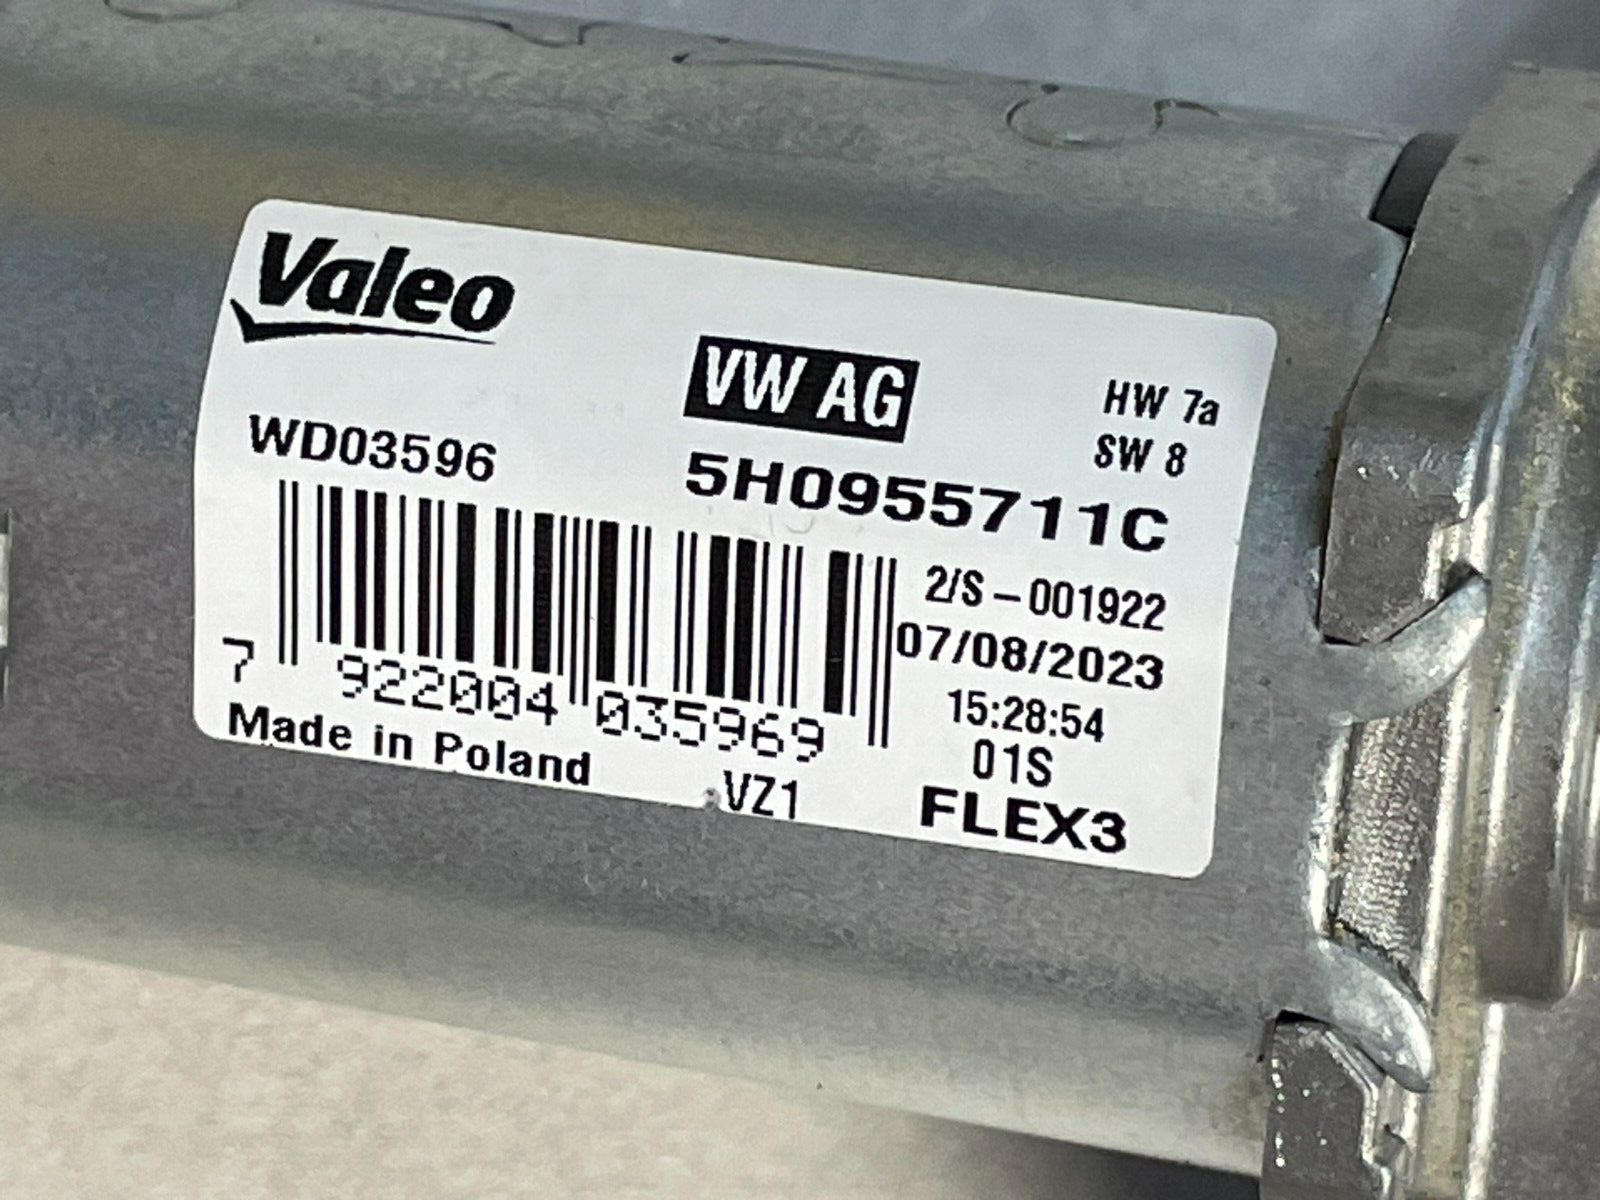 Valeo
VW AG
HW 7a
SW 8
WD03596
5H0955711C
2/S - 001922
07/08/2023
15:28:54
01S
FLEX3
7 922004 035969
Made in Poland
VZ1